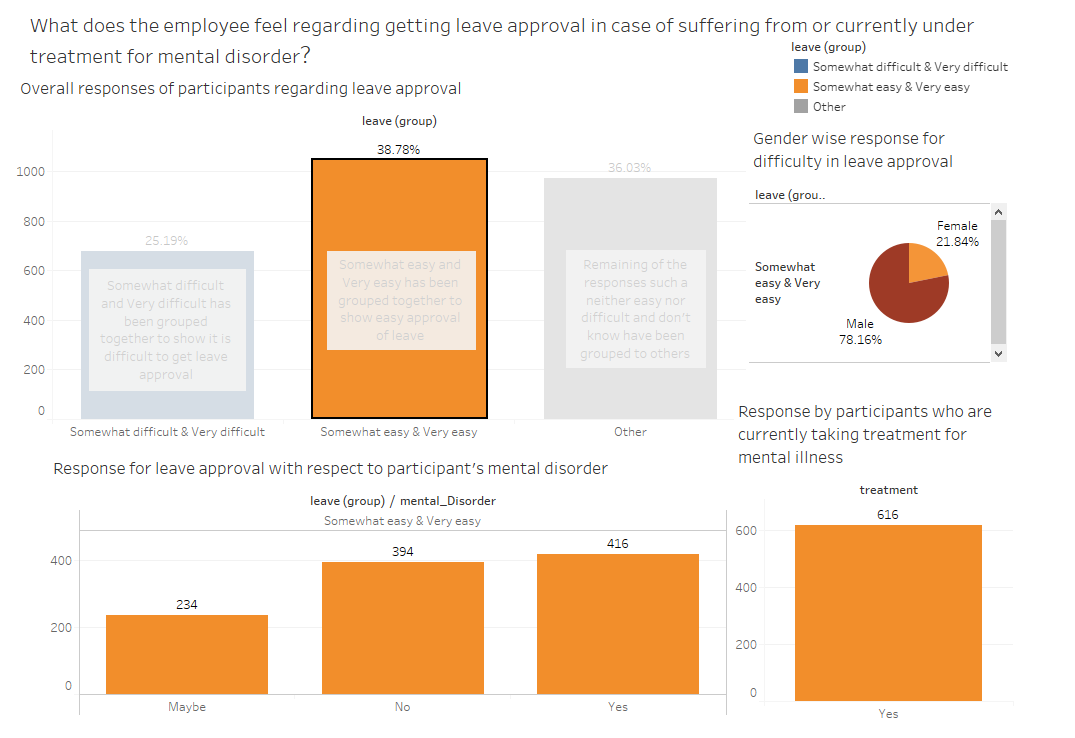 What does the employee feel regarding getting leave approval in case of suffering from or currently under
treatment for mental disorder?
leave (group)
Somewhat difficult & Very difficult
Somewhat easy & Very easy
Other
Overall responses of participants regarding leave approval
leave (group)
38.78%
36.03%
25.19%
1000
800
600
400
200
0
Somewhat difficult
and Very difficult has
been grouped
together to show it is
difficult to get leave
approval
Somewhat easy and
Very easy has been
grouped together to
show easy approval
of leave
Remaining of the
responses such a
neither easy nor
difficult and don't
know have been
grouped to others
Somewhat difficult & Very difficult
Somewhat easy & Very easy
Other
Gender wise response for
difficulty in leave approval
leave (grou..
Somewhat
easy & Very
easy
Female
21.84%
Male
78.16%
Response for leave approval with respect to participant's mental disorder
leave (group) / mental_Disorder
Somewhat easy & Very easy
400
200
0
234
394
416
Maybe
No
Yes
Response by participants who are
currently taking treatment for
mental illness
treatment
616
600
400
200
0
Yes